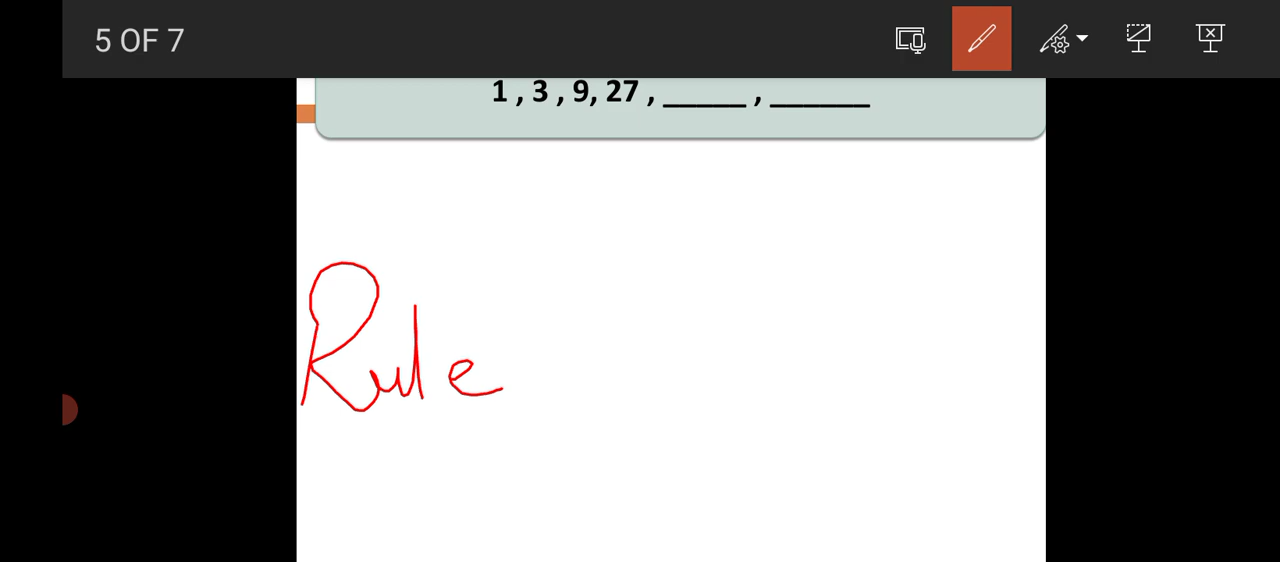 5 OF 7
1 , 3 , 9, 27 , _____ , ______
Rule